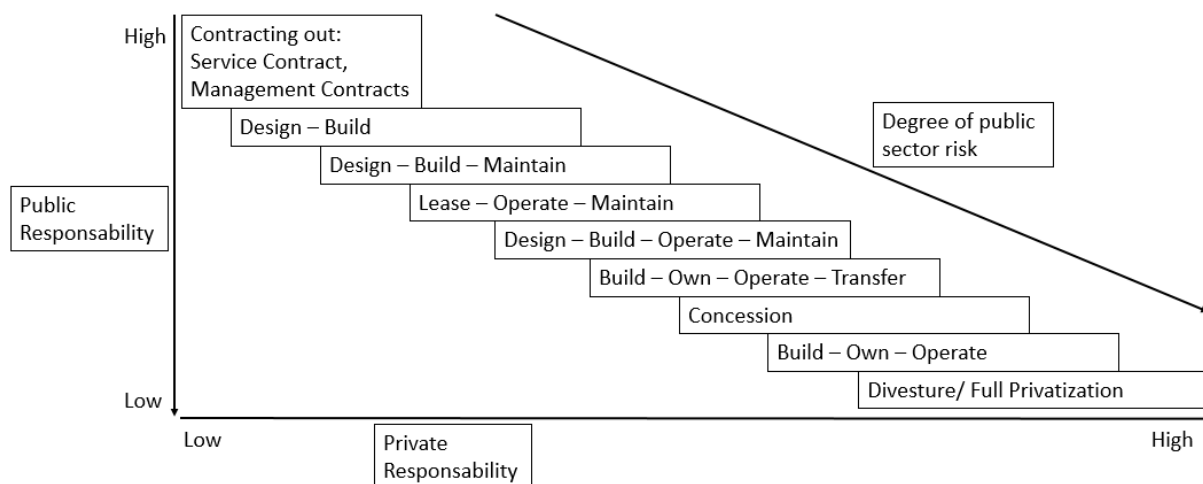 High
Contracting out:
Service Contract,
Management Contracts
Design – Build
Degree of public
sector risk
Design – Build – Maintain
Public
Responsability
Lease – Operate – Maintain
Design – Build – Operate – Maintain
Build – Own – Operate – Transfer
Concession
Build – Own – Operate
Divesture/ Full Privatization
Low
Low
Private
Responsability
High